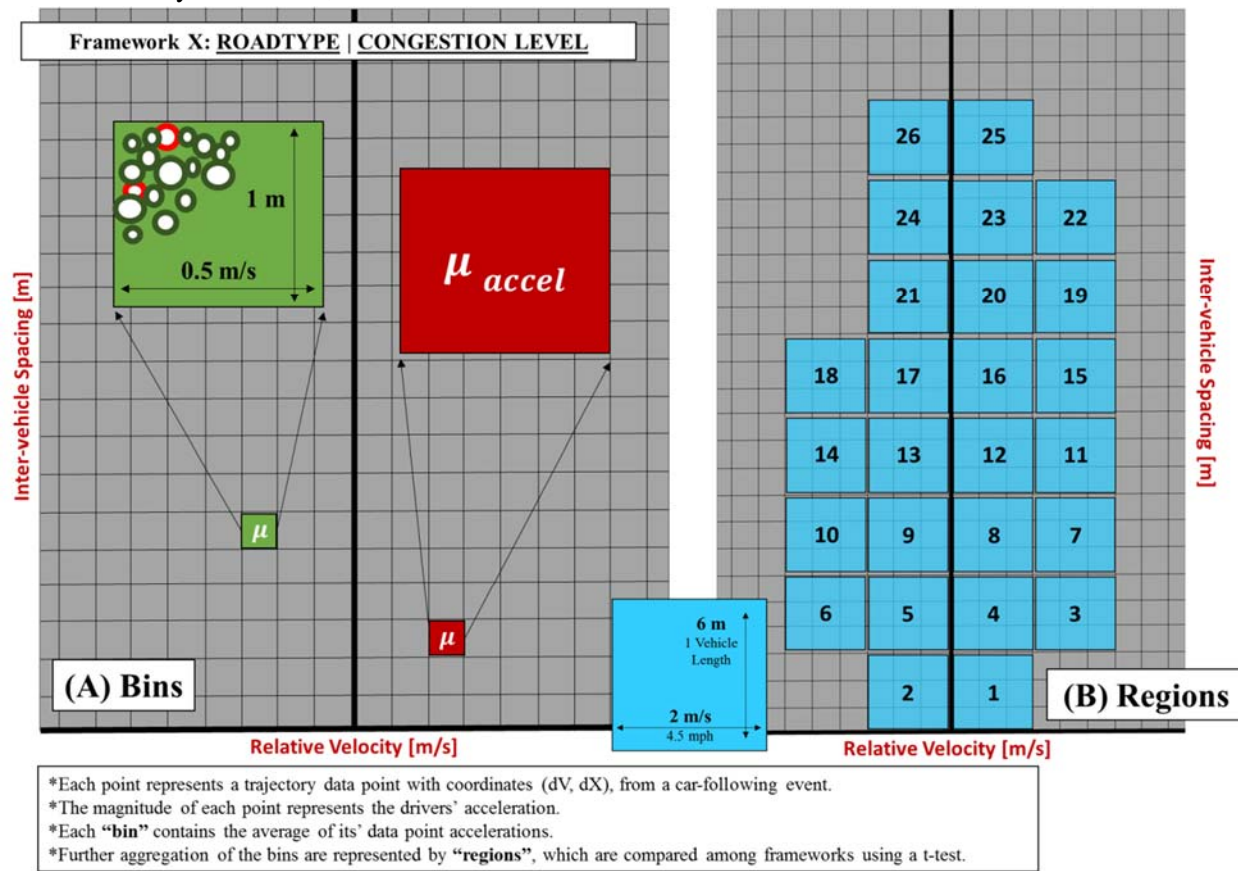 Framework X: ROADTYPE | CONGESTION LEVEL
1 m
0.5 m/s
μ accel
μ
μ
Inter-vehicle Spacing [m]
(A) Bins
Relative Velocity [m/s]
6 m
1 Vehicle
Length
2 m/s
4.5 mph
26 25
24 23 22
21 20 19
18 17 16 15
14 13 12 11
10 9 8 7
6 5 4 3
2 1
Inter-vehicle Spacing [m]
(B) Regions
Relative Velocity [m/s]
*Each point represents a trajectory data point with coordinates (dV, dX), from a car-following event.
*The magnitude of each point represents the drivers' acceleration.
*Each “bin” contains the average of its' data point accelerations.
*Further aggregation of the bins are represented by “regions”, which are compared among frameworks using a t-test.